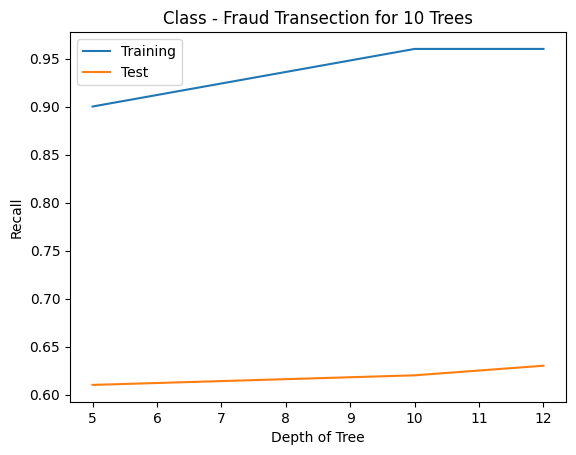 Class - Fraud Transection for 10 Trees
Training
Test
0.95
0.90
0.85
0.80
0.75
0.70
0.65
0.60
Recall
5 6 7 8 9 10 11 12
Depth of Tree